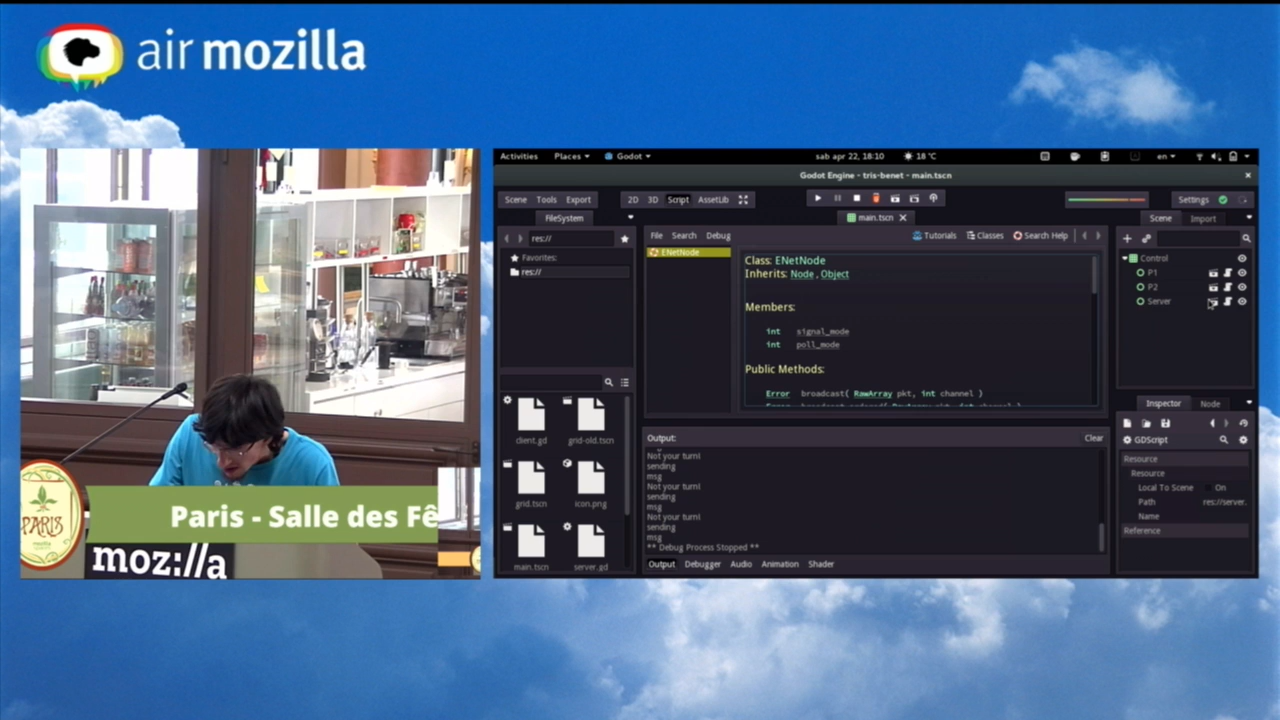 air mozilla
Paris - Salle des Fê
PARIS
mozilla
moz://a
Activities Places Godot sab apr 22, 18:10 18 °C en
Godot Engine - tris-benet - main.tscn
Scene Tools Export 2D 3D Script AssetLib Settings
FileSystem main.tscn Scene Import
res://
File Search Debug Tutorials Classes Search Help
Favorites:
res://
ENetNode
Class: ENetNode
Inherits: Node , Object
Members:
int signal_mode
int poll_mode
Public Methods:
Error broadcast( RawArray pkt, int channel )
Control
P1
P2
Server
client.gd
grid-old.tscn
grid.tscn
icon.png
main.tscn
server.gd
Output: Clear
Not your turn!
sending
msg
Not your turn!
sending
msg
Not your turn!
sending
msg
** Debug Process Stopped **
Output Debugger Audio Animation Shader
Inspector Node
GDScript
Resource
Resource
Local To Scene On
Path res://server.
Name
Reference